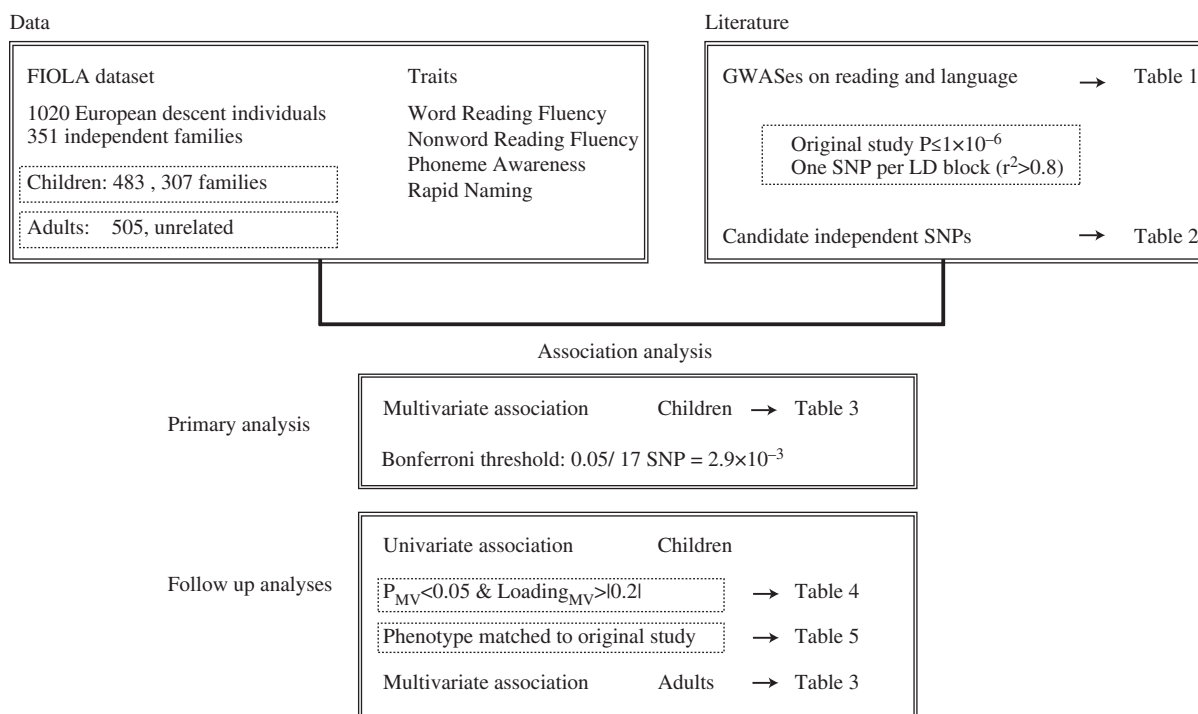 Data
FIOLA dataset
1020 European descent individuals
351 independent families
Children: 483 , 307 families
Adults: 505, unrelated
Traits
Word Reading Fluency
Nonword Reading Fluency
Phoneme Awareness
Rapid Naming
Literature
GWASes on reading and language → Table 1
Original study P≤1×10⁻⁶
One SNP per LD block (r²>0.8)
Candidate independent SNPs → Table 2
Association analysis
Primary analysis
Multivariate association Children → Table 3
Bonferroni threshold: 0.05/ 17 SNP = 2.9×10⁻³
Follow up analyses
Univariate association Children
P_MV<0.05 & Loading_MV>|0.2| → Table 4
Phenotype matched to original study → Table 5
Multivariate association Adults → Table 3